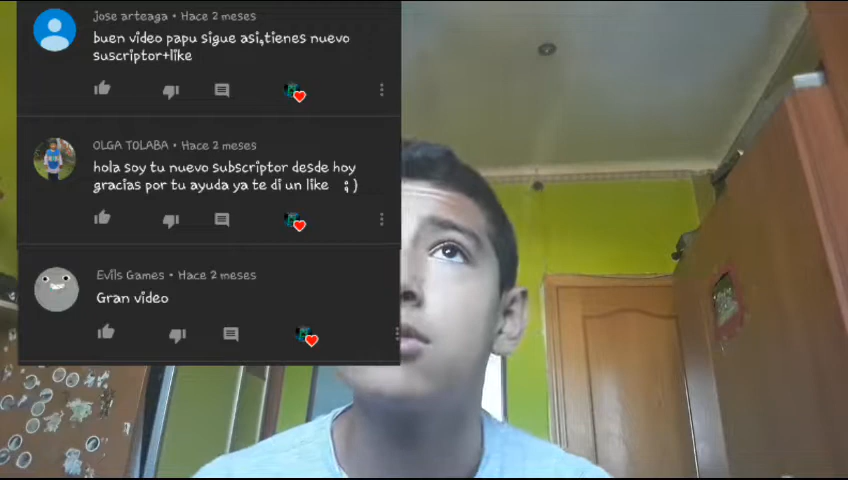 jose arteaga • Hace 2 meses
buen video papu sigue asi,tienes nuevo
suscriptor+like
OLGA TOLABA • Hace 2 meses
hola soy tu nuevo subscriptor desde hoy
gracias por tu ayuda ya te di un like ;)
Evils Games • Hace 2 meses
Gran video